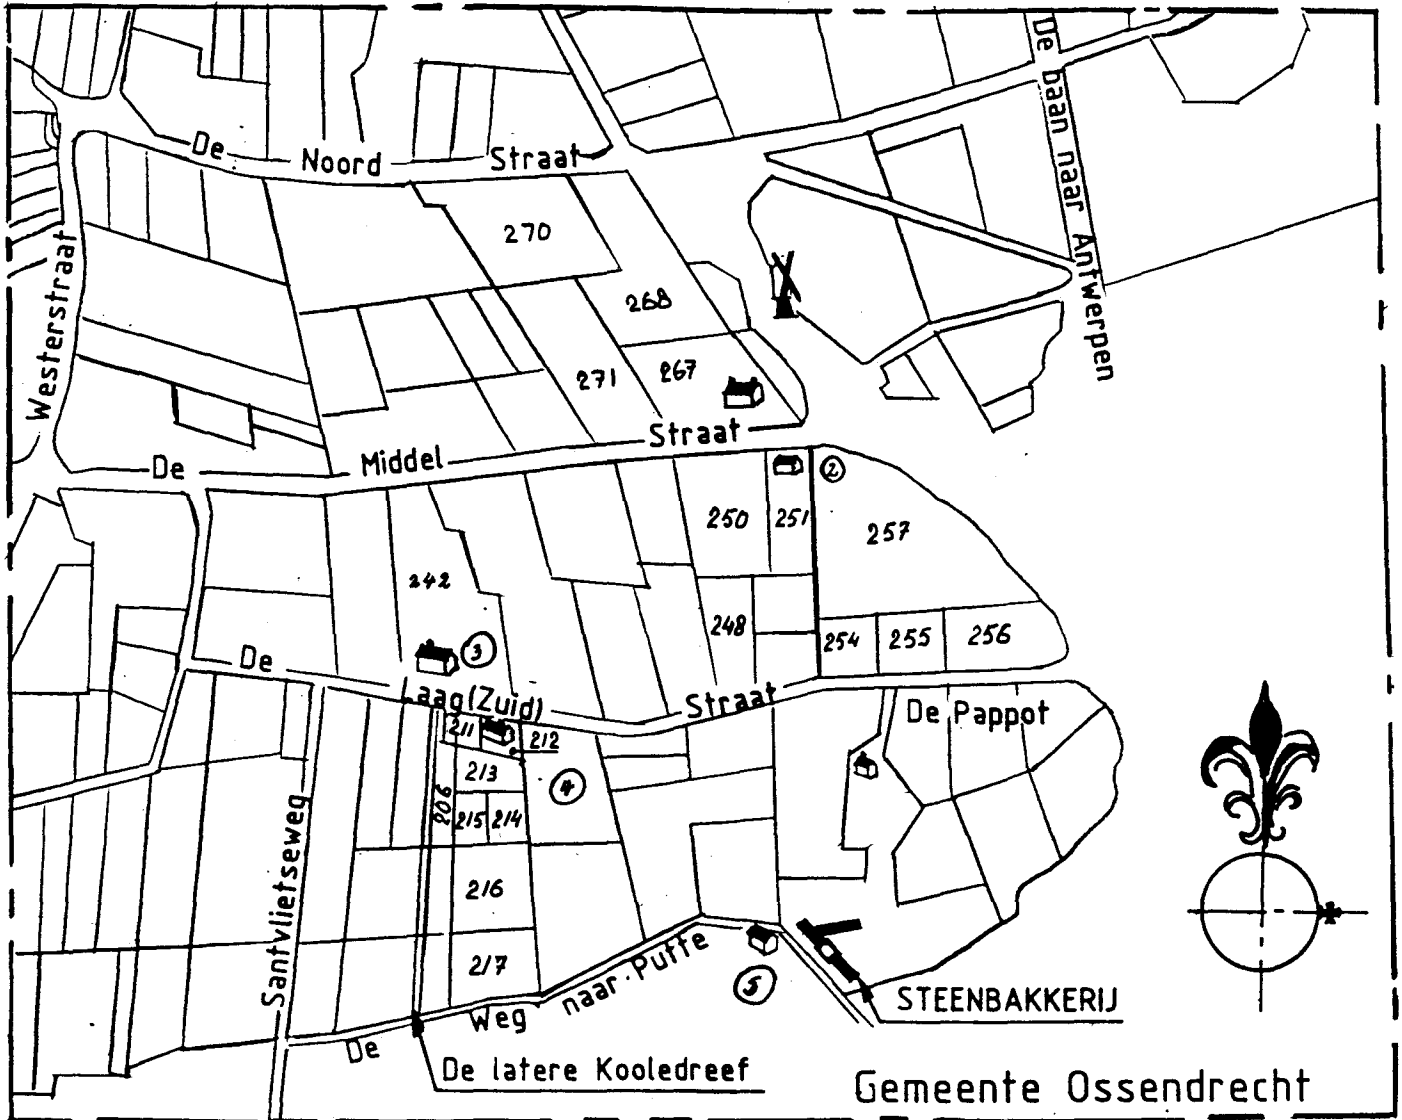 De baan naar Antwerpen
De Noord Straat
270
Westerstraat
268
271 267
De Middel Straat
2
250 251 257
242
248 254 255 256
3
De Laag (Zuid) Straat
De Pappot
211 212
213
4
206 215 214
Santvlietseweg
216
217
De Weg naar Putte
5
STEENBAKKERIJ
De latere Kooledreef
Gemeente Ossendrecht